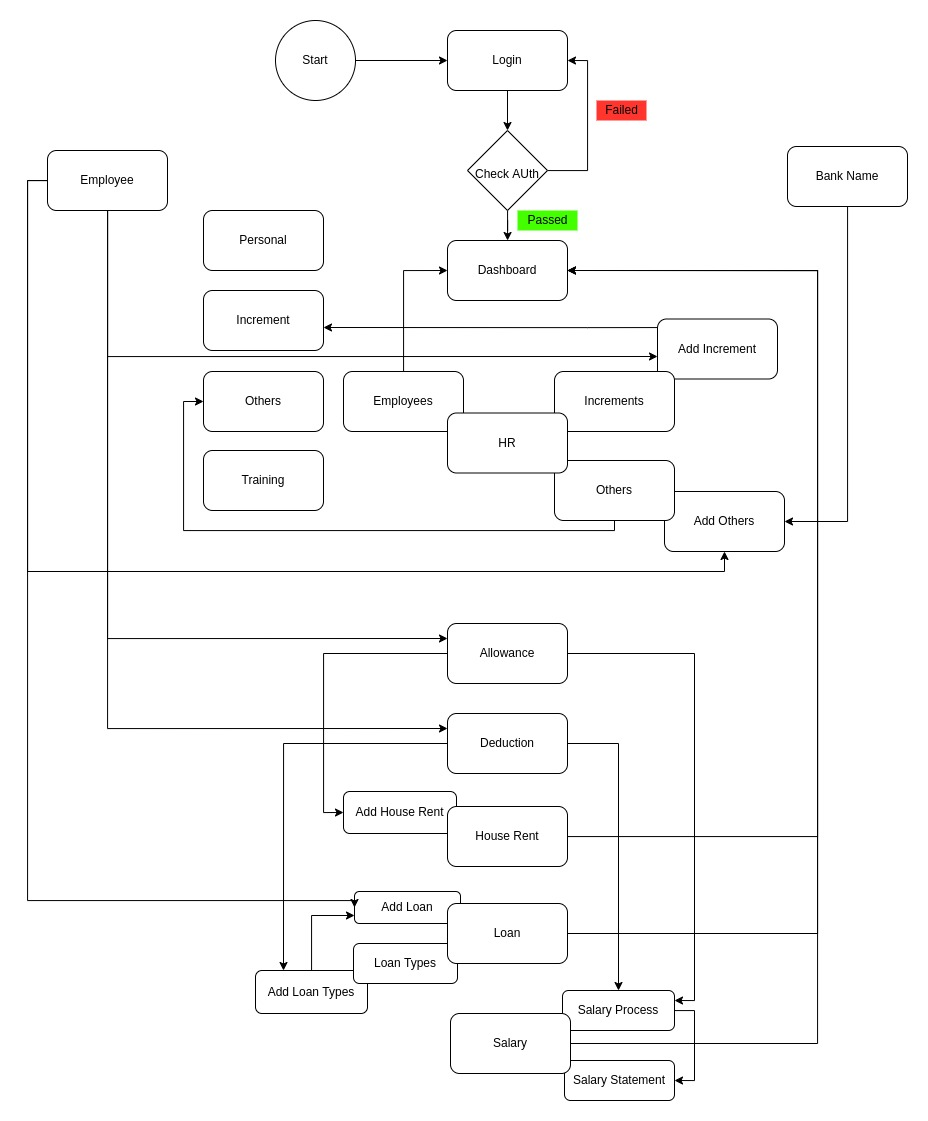 Start
Login
Failed
Check AUth
Employee
Bank Name
Passed
Personal
Dashboard
Increment
Add Increment
Others
Employees
Increments
HR
Training
Others
Add Others
Allowance
Deduction
Add House Rent
House Rent
Add Loan
Loan
Loan Types
Add Loan Types
Salary Process
Salary
Salary Statement